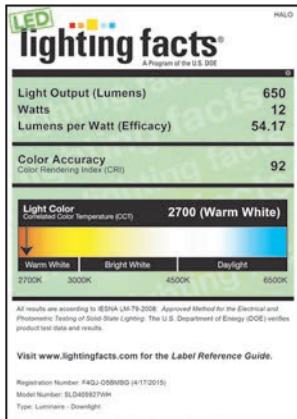 HALO
LED
lighting facts®
A Program of the U.S. DOE
Light Output (Lumens) 650
Watts 12
Lumens per Watt (Efficacy) 54.17
Color Accuracy 92
Color Rendering Index (CRI)
Light Color
Correlated Color Temperature (CCT) 2700 (Warm White)
Warm White Bright White Daylight
2700K 3000K 4500K 6500K
All results are according to IESNA LM-79-2008: Approved Method for the Electrical and
Photometric Testing of Solid-State Lighting. The U.S. Department of Energy (DOE) verifies
product test data and results.
Visit www.lightingfacts.com for the Label Reference Guide.
Registration Number: (4/17/2015)
Model Number: SLD405927WH
Type: Luminaire - Downlight